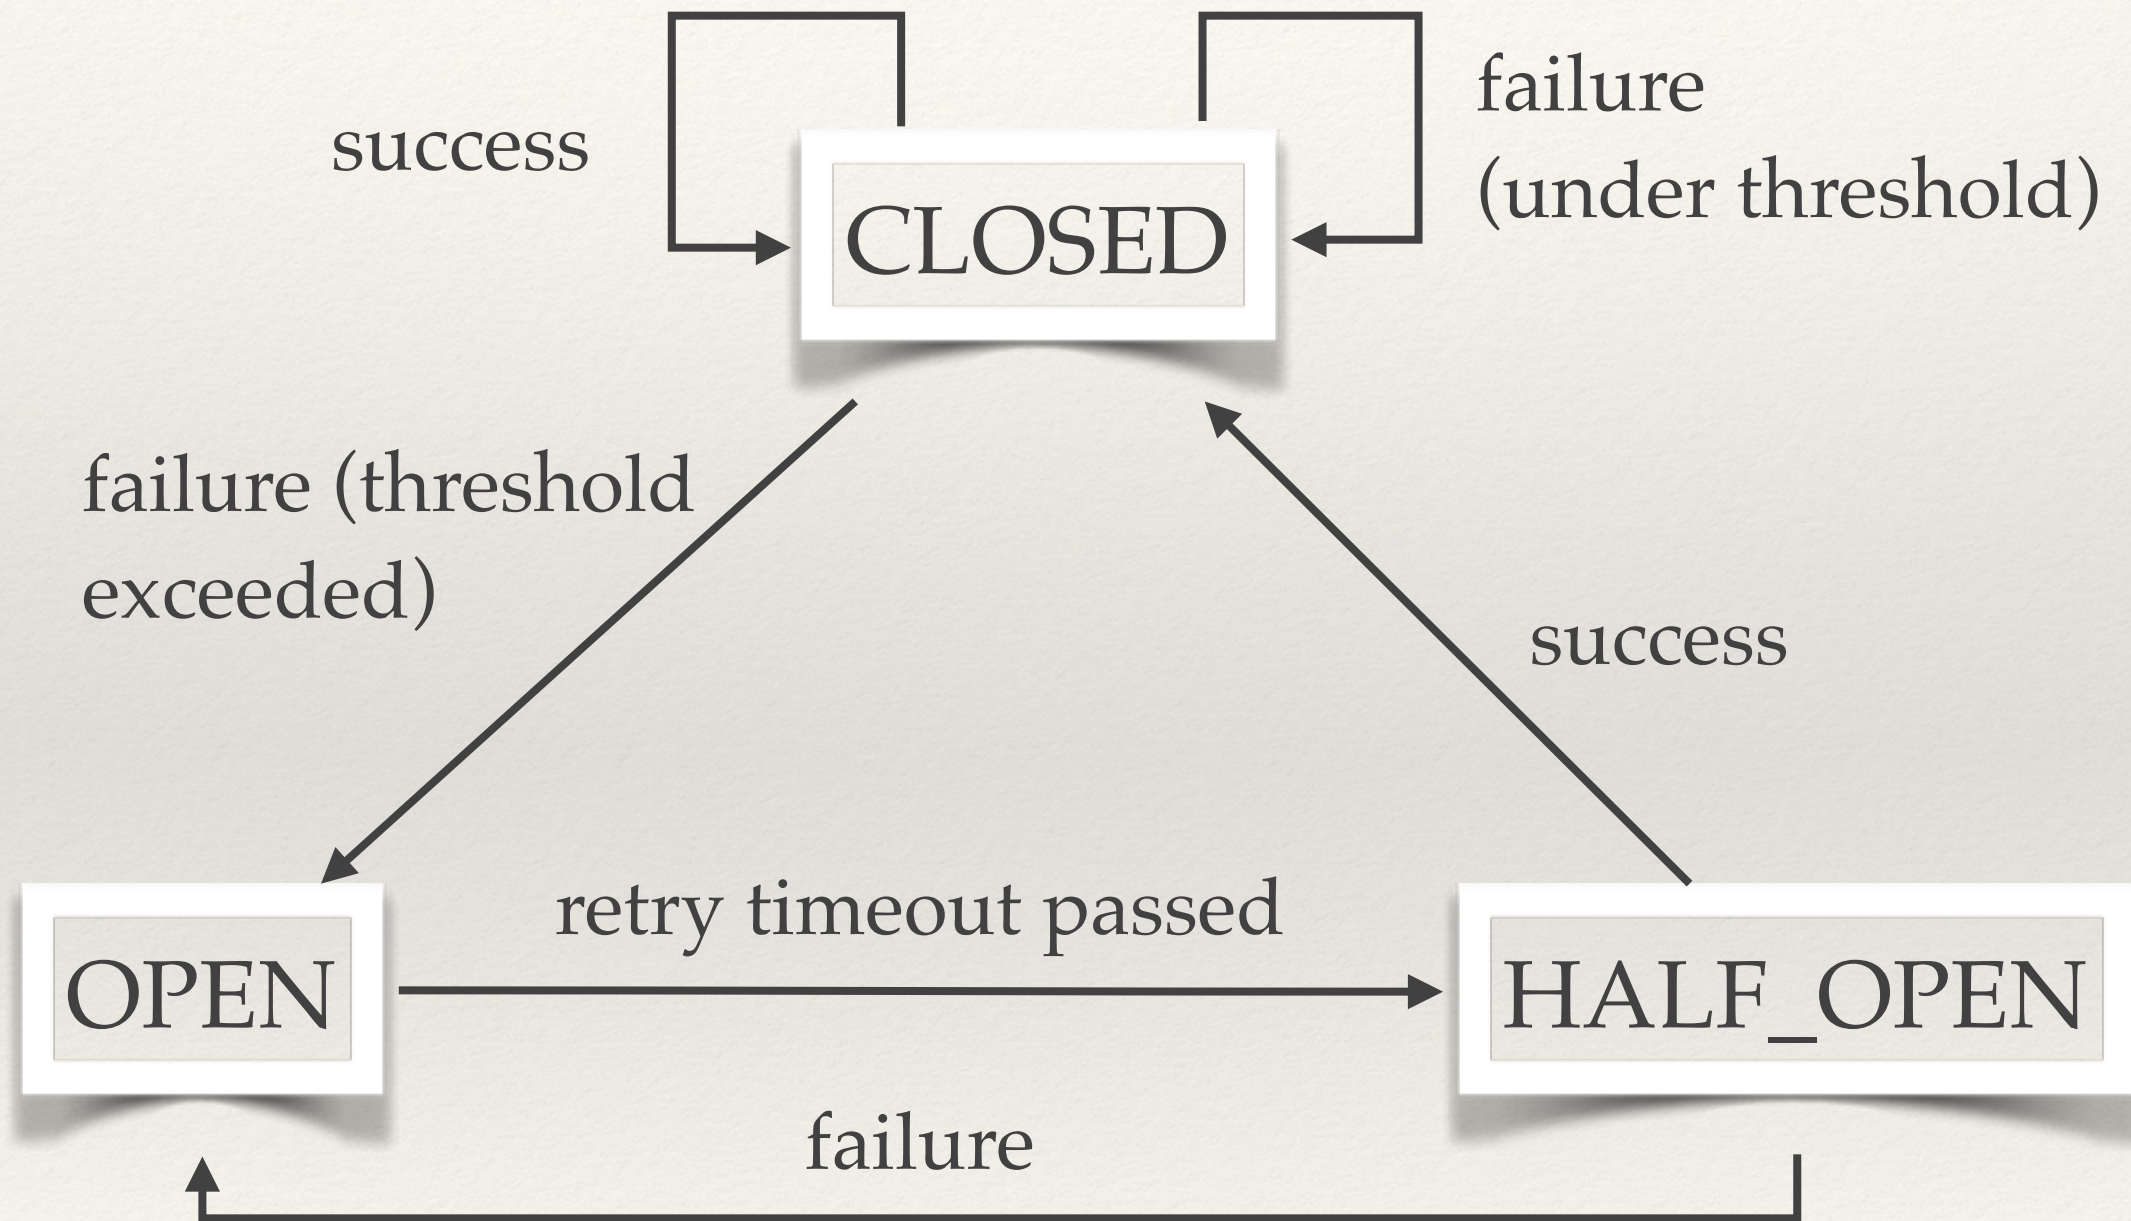 success
failure
(under threshold)
CLOSED
failure (threshold
exceeded)
success
retry timeout passed
OPEN
HALF_OPEN
failure